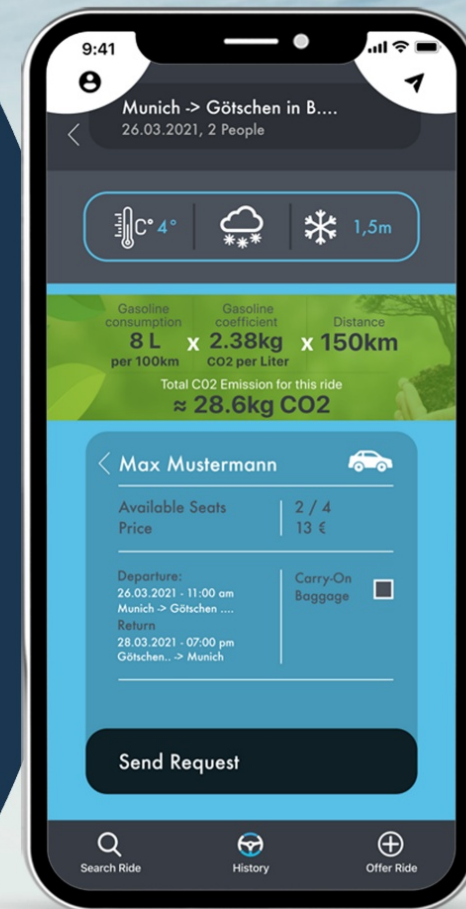 9:41
Munich -> Götschen in B....
26.03.2021, 2 People
C° 4°
1,5m
Gasoline consumption
8 L
per 100km
x
Gasoline coefficient
2.38kg
CO2 per Liter
x
Distance
150km
Total CO2 Emission for this ride
≈ 28.6kg CO2
Max Mustermann
Available Seats 2 / 4
Price 13 €
Departure:
26.03.2021 - 11:00 am
Munich -> Götschen ....
Return
28.03.2021 - 07:00 pm
Götschen.. -> Munich
Carry-On
Baggage
Send Request
Search Ride
History
Offer Ride